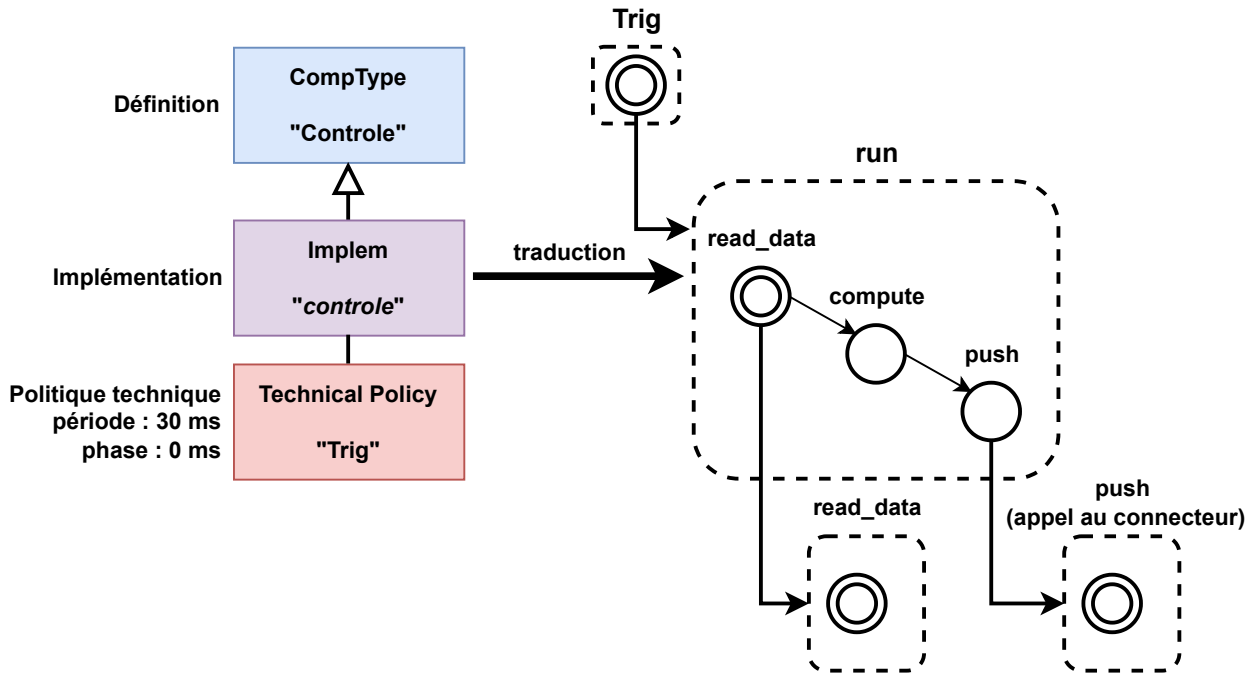 Trig
CompType
Définition
"Controle"
run
read_data
Implem
traduction
Implémentation
compute
"controle"
push
Politique technique
Technical Policy
période : 30 ms
phase : 0 ms
"Trig"
read_data
push
(appel au connecteur)